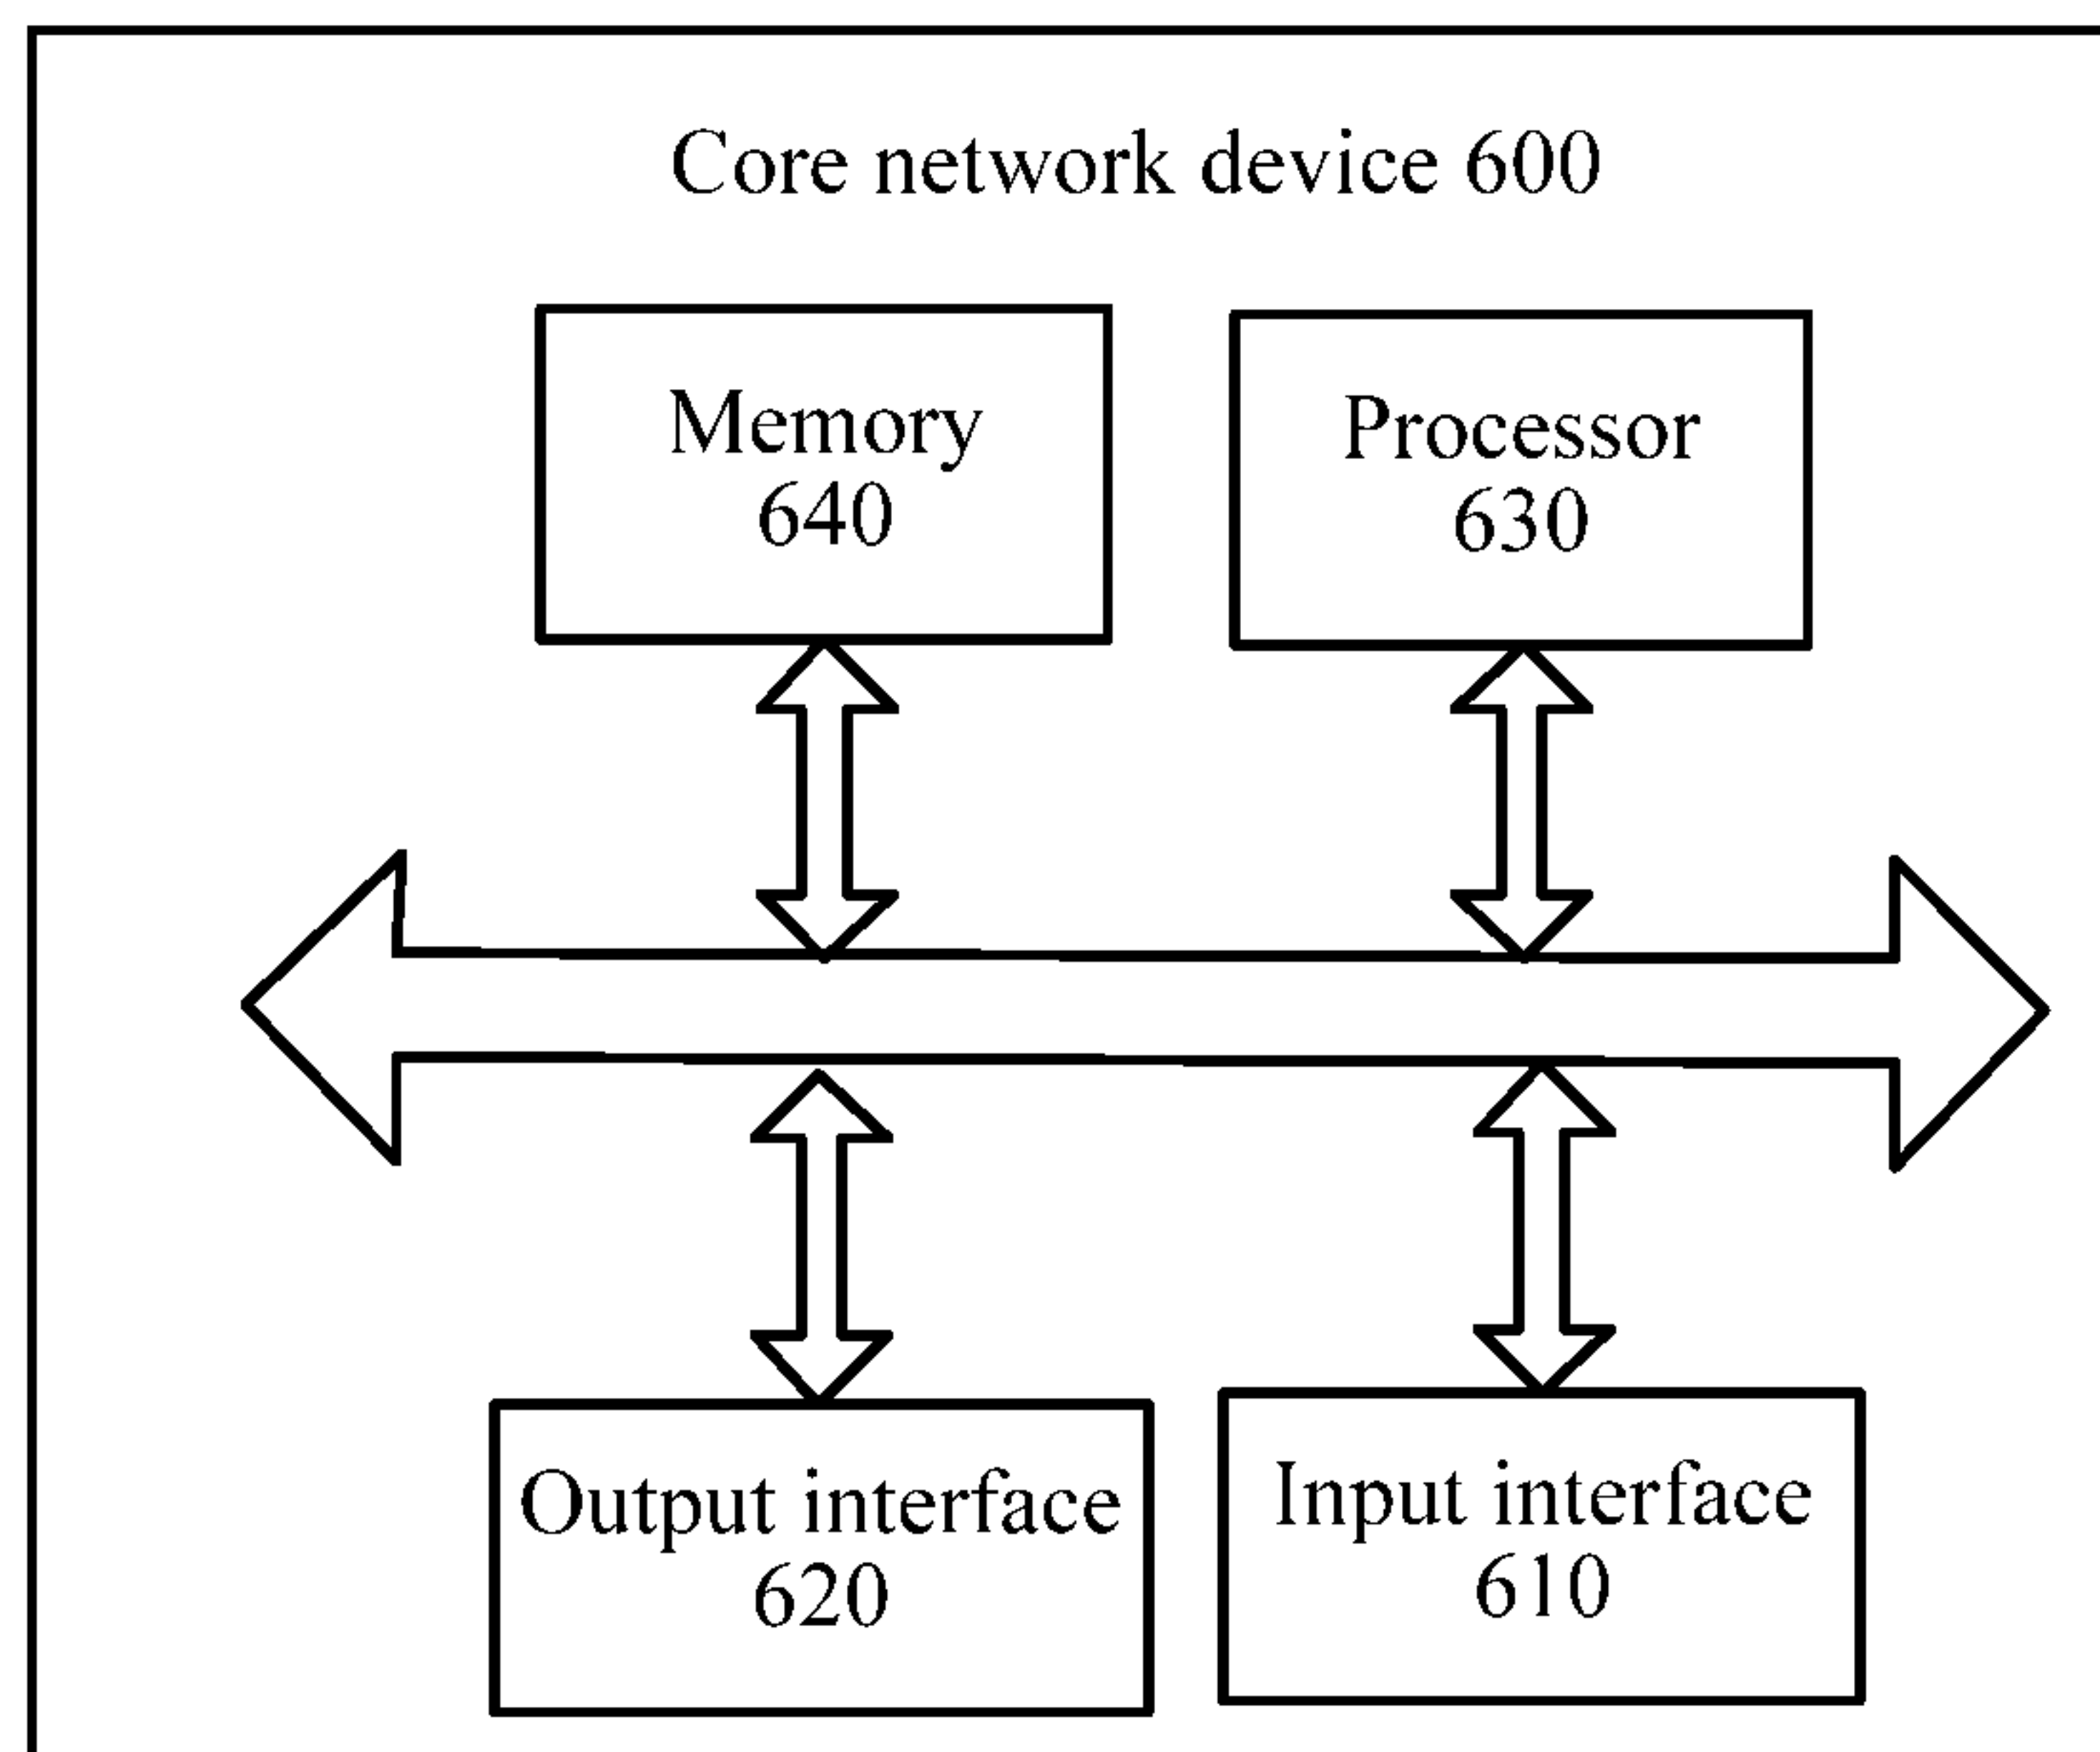 Core network device 600
Memory
640
Processor
630
Output interface
620
Input interface
610